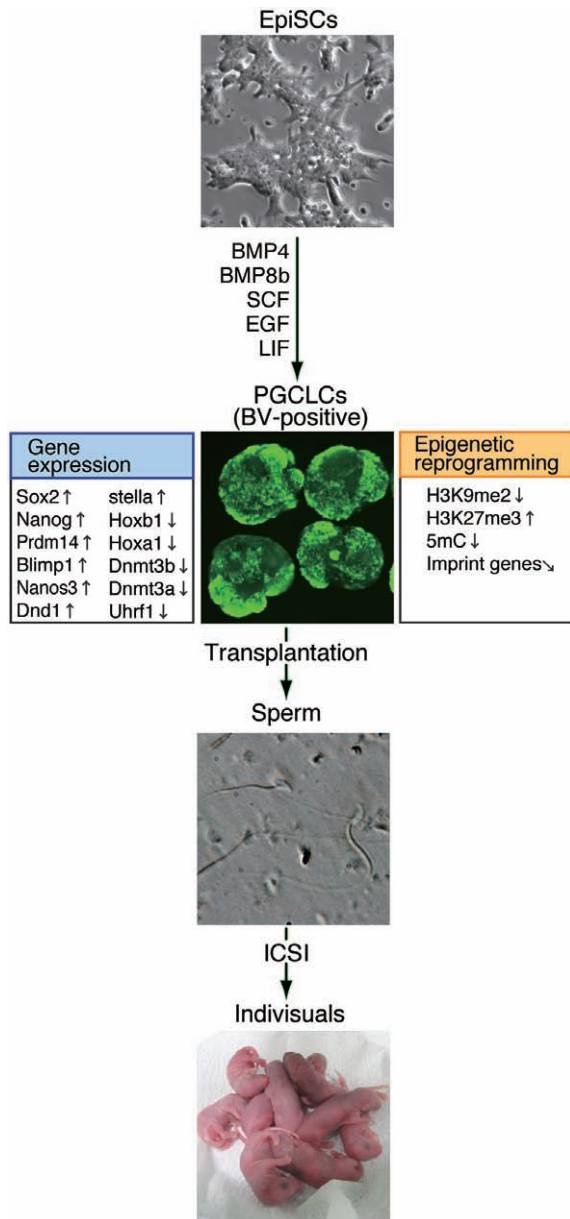 EpiSCs
BMP4
BMP8b
SCF
EGF
LIF
PGCLCs
(BV-positive)
Gene
expression
Sox2↑ stella↑
Nanog↑ Hoxb1↓
Prdm14↑ Hoxa1↓
Blimp1↑ Dnmt3b↓
Nanos3↑ Dnmt3a↓
Dnd1↑ Uhrf1↓
Epigenetic
reprogramming
H3K9me2↓
H3K27me3↑
5mC↓
Imprint genes↘
Transplantation
Sperm
ICSI
Indivisuals